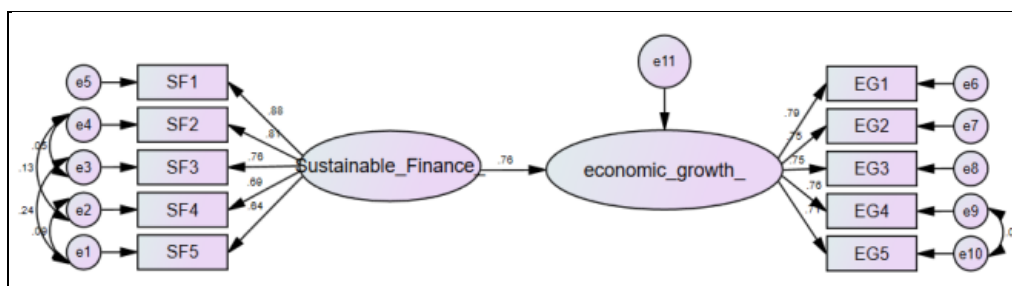 e11
e5 SF1 EG1 e6
.88 .79
e4 SF2 EG2 e7
.81 .75
.05
e3 SF3 .76 Sustainable_Finance_ .76 economic_growth_ .75 EG3 e8
.13
.69 .76
e2 SF4 EG4 e9
.24 .64 .71
.09
e1 SF5 EG5 e10